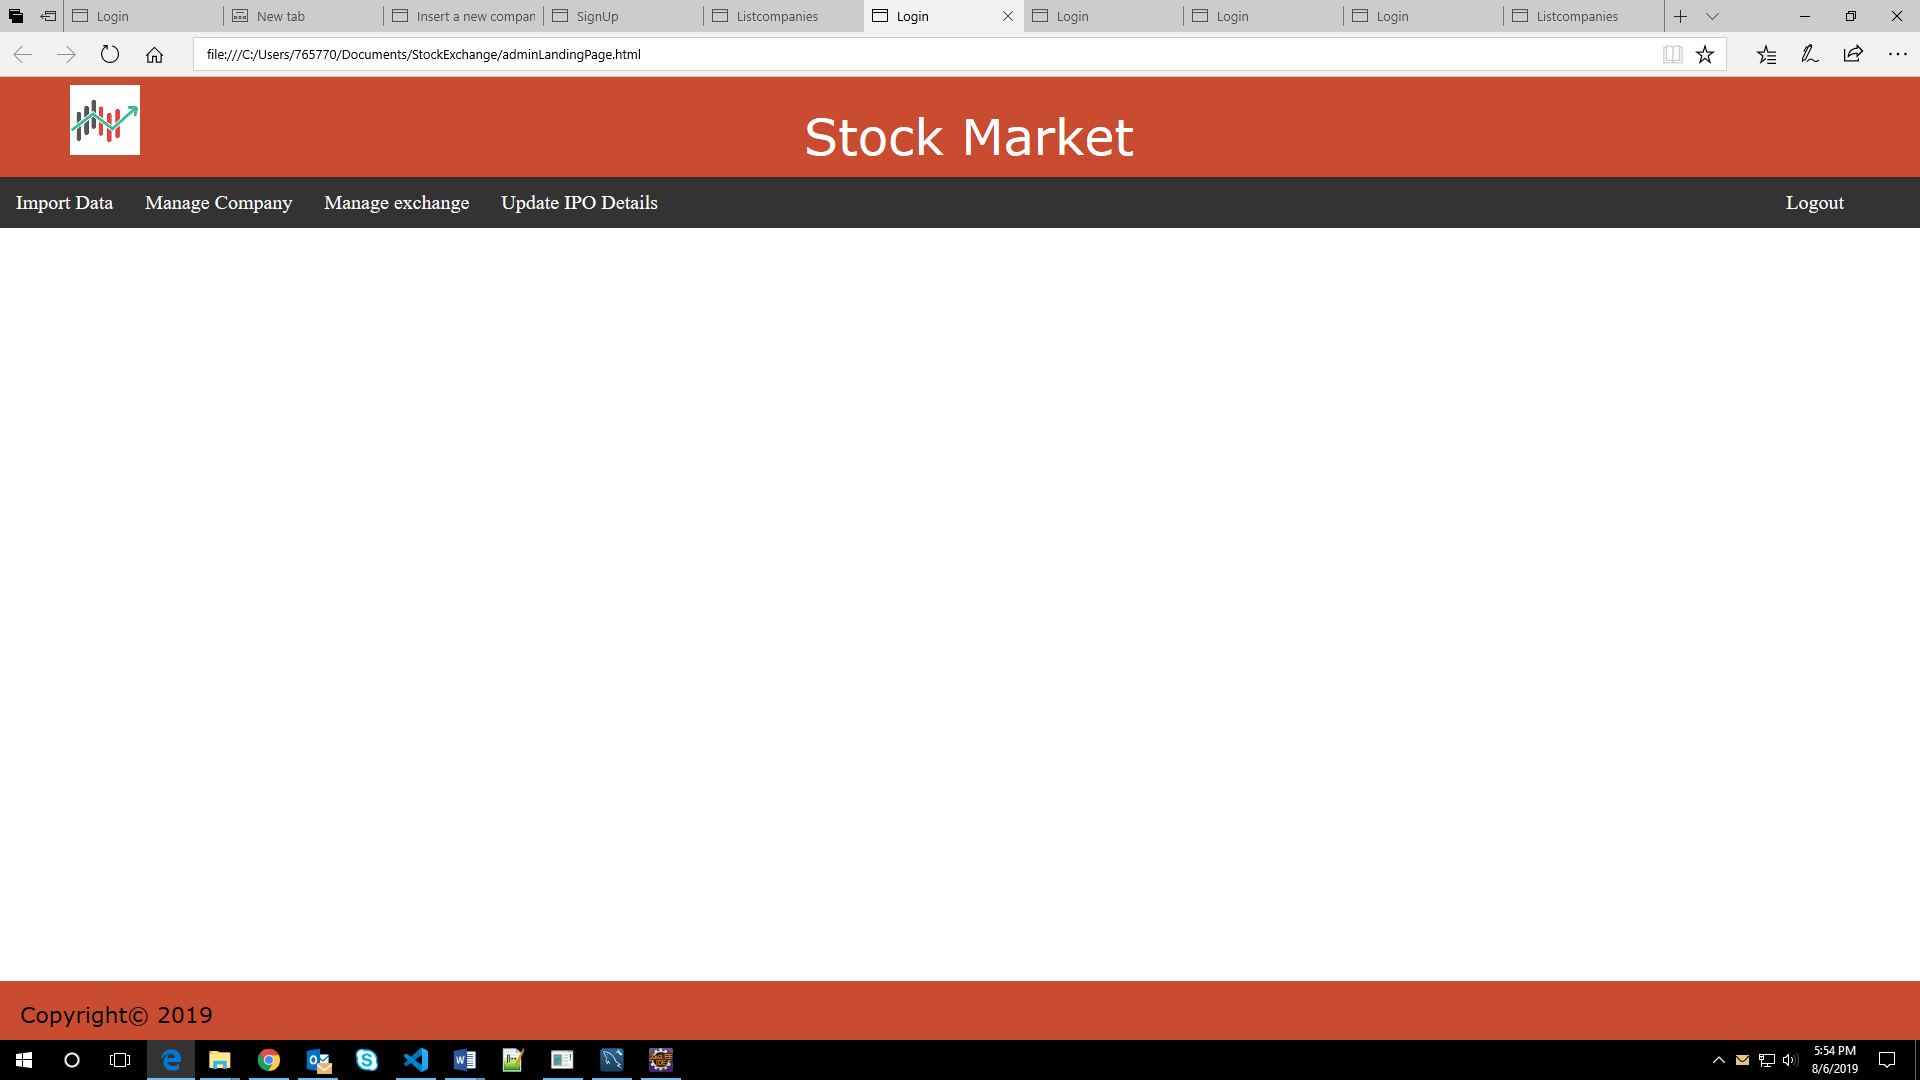 Login
New tab
Insert a new compan
SignUp
Listcompanies
Login
Login
Login
Login
Listcompanies
file:///C:/Users/765770/Documents/StockExchange/adminLandingPage.html
Stock Market
Import Data
Manage Company
Manage exchange
Update IPO Details
Logout
Copyright© 2019
5:54 PM
8/6/2019